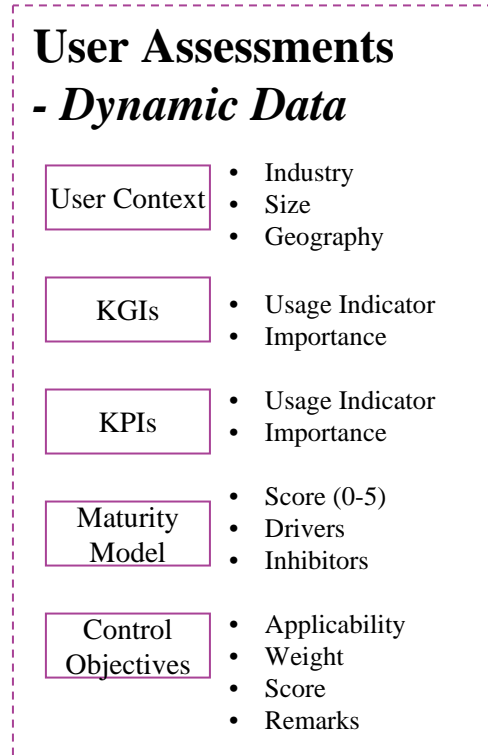 User Assessments
- Dynamic Data
User Context
• Industry
• Size
• Geography
KGIs
• Usage Indicator
• Importance
KPIs
• Usage Indicator
• Importance
Maturity
Model
• Score (0-5)
• Drivers
• Inhibitors
Control
Objectives
• Applicability
• Weight
• Score
• Remarks